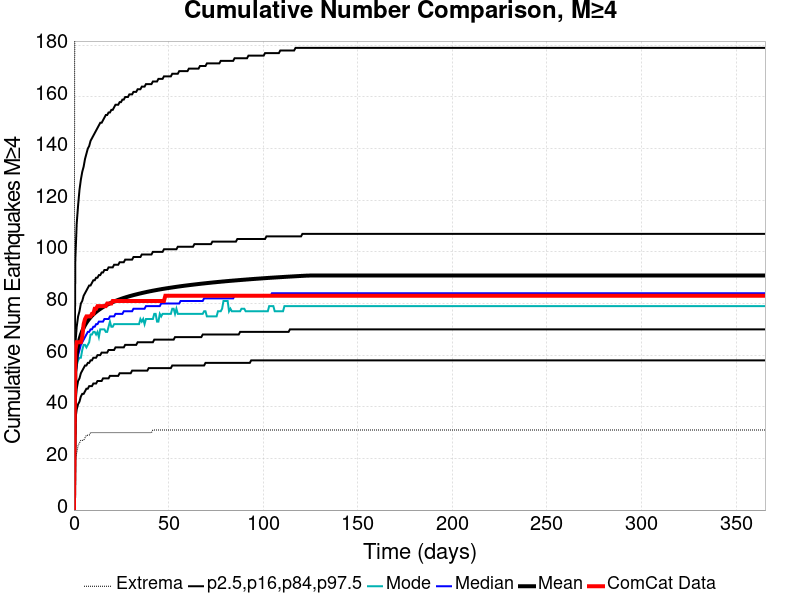 Cumulative Number Comparison, M≥4
Cumulative Num Earthquakes M≥4
180
160
140
120
100
80
60
40
20
0
0 50 100 150 200 250 300 350
Time (days)
Extrema p2.5,p16,p84,p97.5 Mode Median Mean ComCat Data